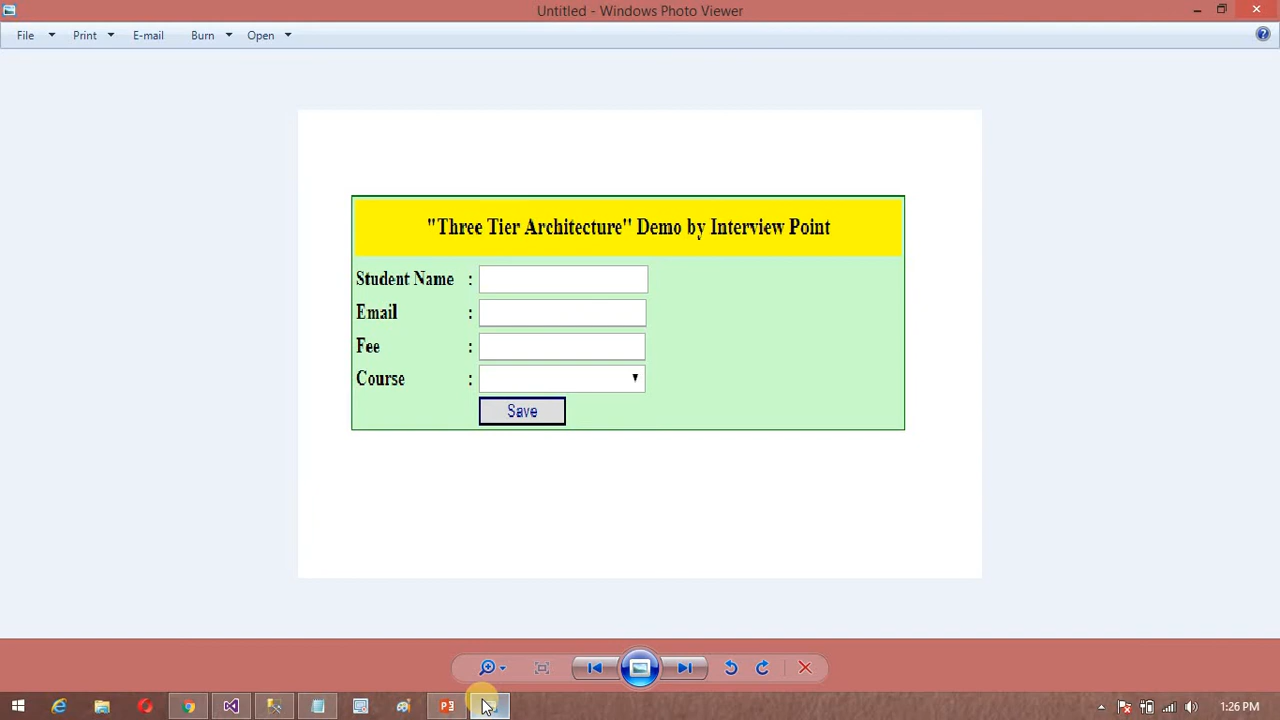 Untitled - Windows Photo Viewer
File Print E-mail Burn Open
"Three Tier Architecture" Demo by Interview Point
Student Name :
Email :
Fee :
Course :
Save
1:26 PM